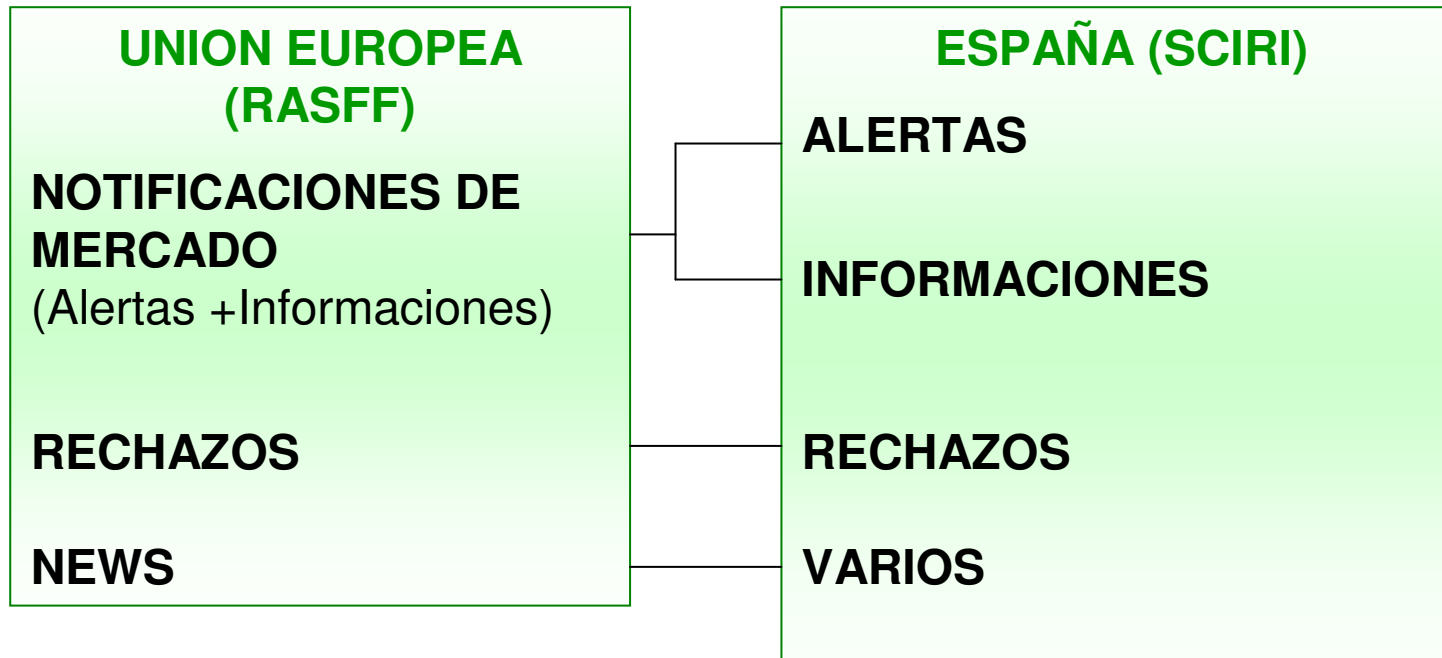 UNION EUROPEA
(RASFF)
NOTIFICACIONES DE
MERCADO
(Alertas +Informaciones)
RECHAZOS
NEWS
ESPAÑA (SCIRI)
ALERTAS
INFORMACIONES
RECHAZOS
VARIOS